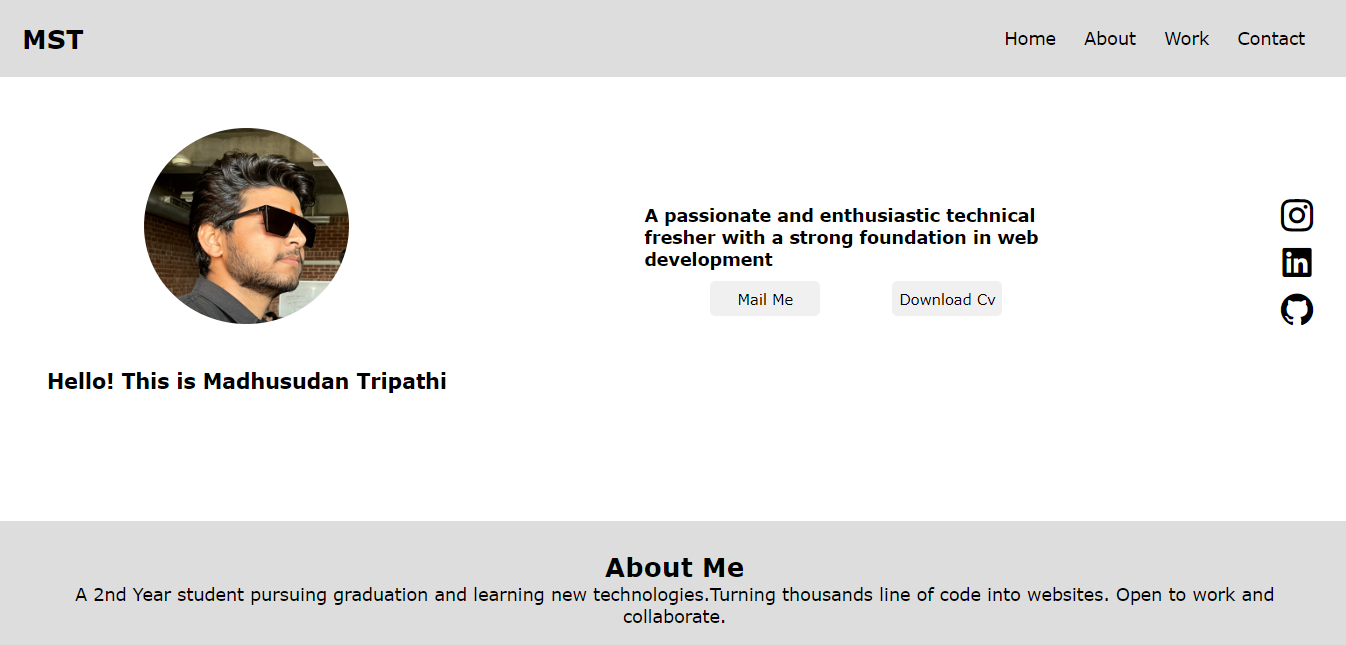 MST
Home About Work Contact
A passionate and enthusiastic technical
fresher with a strong foundation in web
development
Mail Me Download Cv
Hello! This is Madhusudan Tripathi
About Me
A 2nd Year student pursuing graduation and learning new technologies.Turning thousands line of code into websites. Open to work and
collaborate.